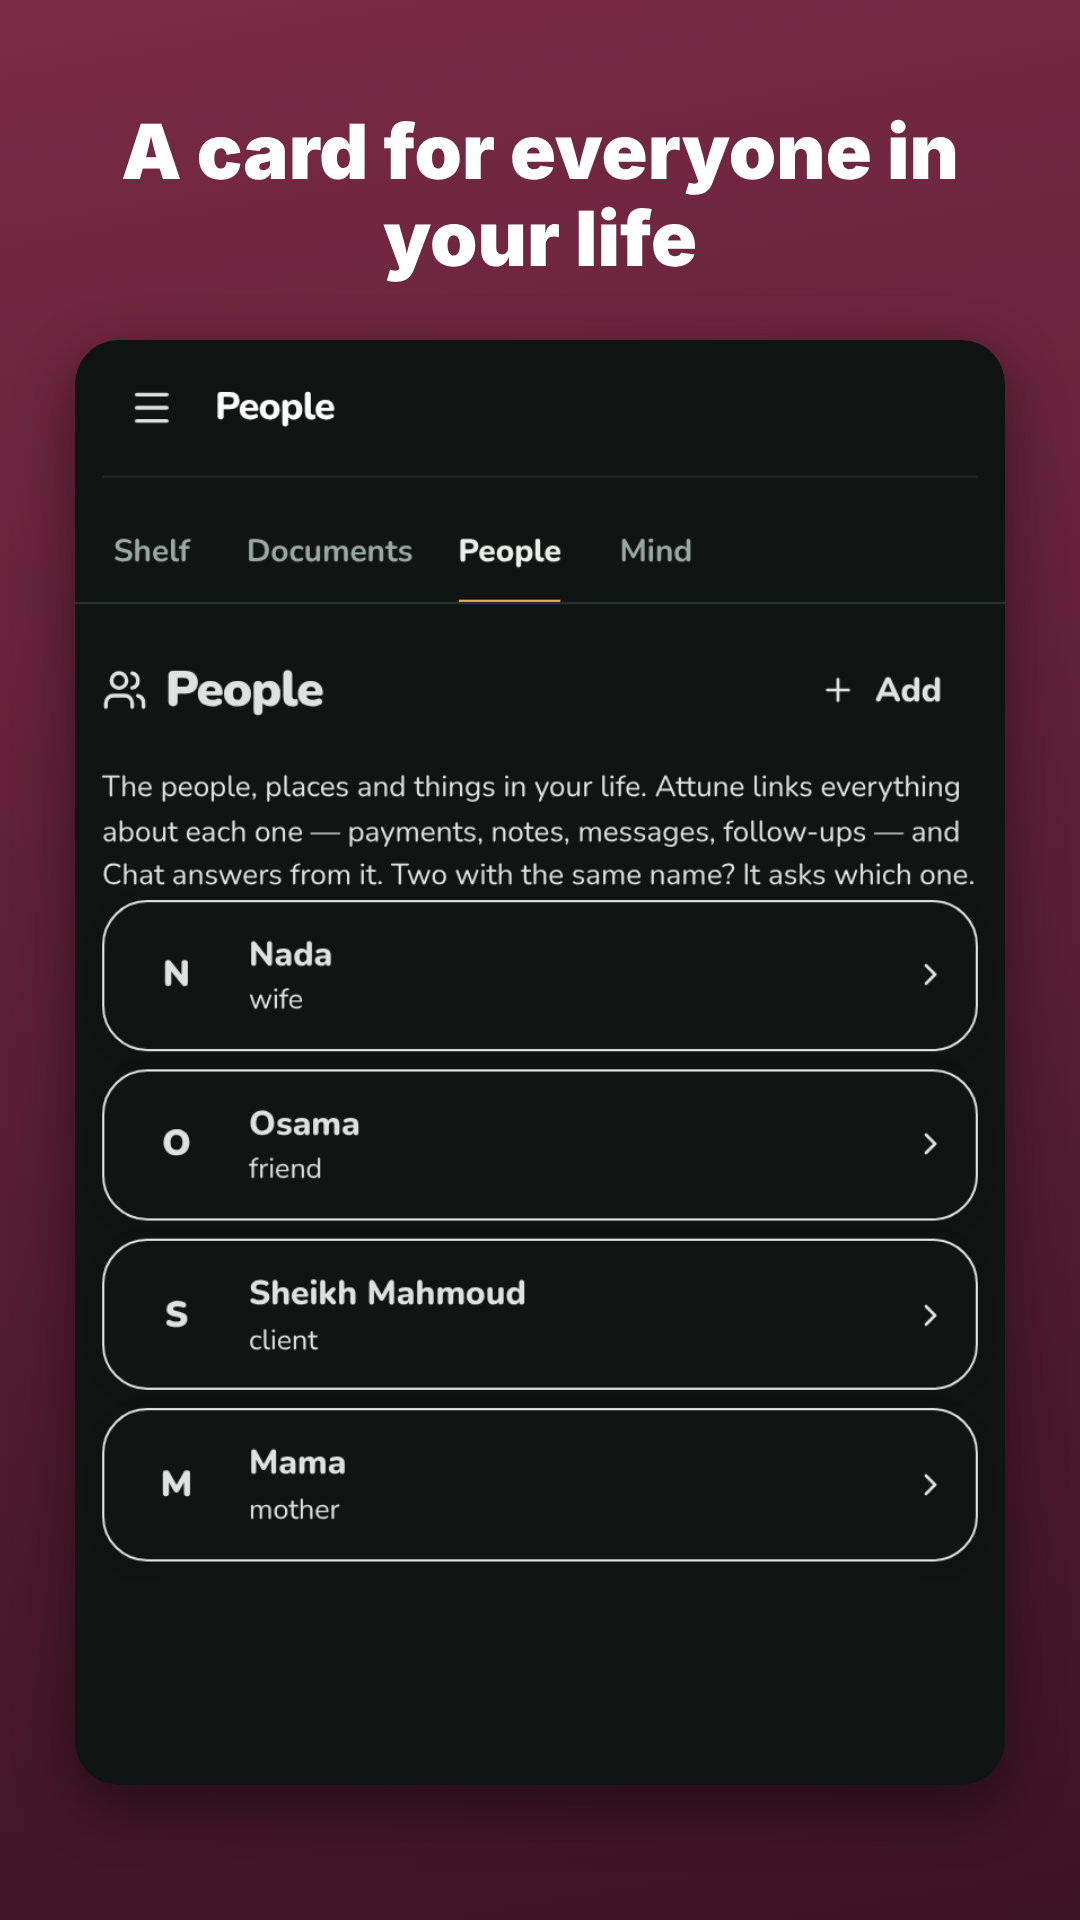 A card for everyone in
your life
People
Shelf Documents People Mind
People
+ Add
The people, places and things in your life. Attune links everything
about each one — payments, notes, messages, follow-ups — and
Chat answers from it. Two with the same name? It asks which one.
N
Nada
wife
O
Osama
friend
S
Sheikh Mahmoud
client
M
Mama
mother